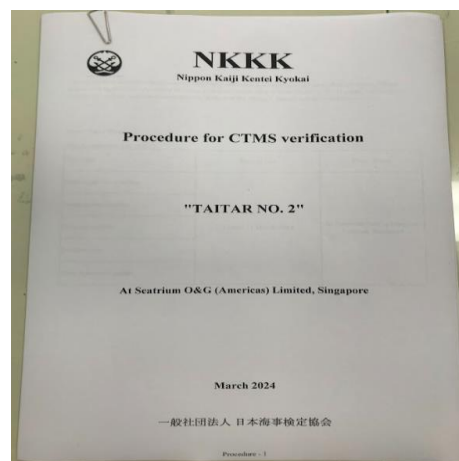 NKKK
Nippon Kaiji Kentei Kyokai
Procedure for CTMS verification
"TAITAR NO. 2"
At Seatrium O&G (Americas) Limited, Singapore
March 2024
一般社団法人 日本海事検定協会
Procedure - 1